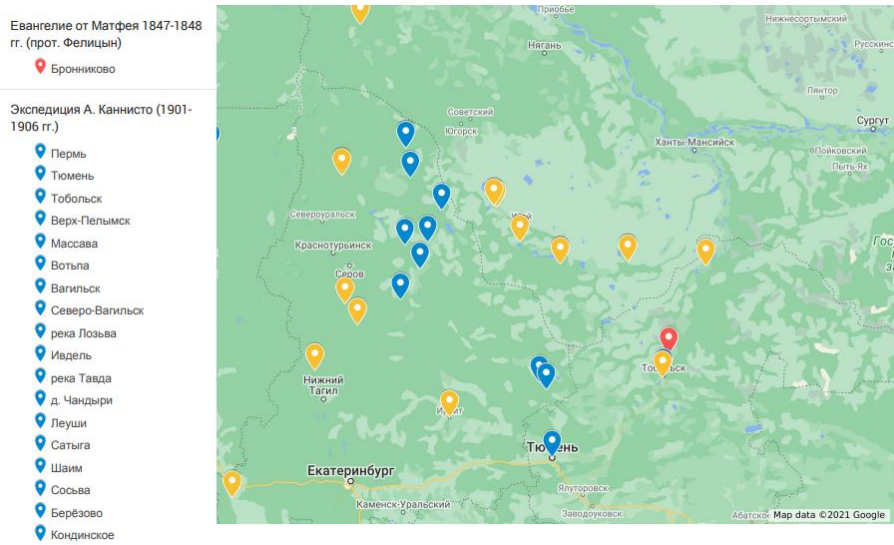 Евангелие от Матфея 1847-1848
гг. (прот. Фелицын)
Бронниково
Экспедиция А. Каннисто (1901-
1906 гг.)
Пермь
Тюмень
Тобольск
Верх-Пелымск
Массава
Вотьпа
Вагильск
Северо-Вагильск
река Лозьва
Ивдель
река Тавда
д. Чандыри
Леуши
Сатыга
Шаим
Сосьва
Берёзово
Кондинское
Приобье
Нижнесортымский
Нягань
Русскинс
Лянтор
Советский
Югорск
Сургут
Ханты-Мансийск
Пойковский
Пыть-Ях
Североуральск
Урай
Краснотурьинск
Серов
Гос
Тобольск
Нижний
Тагил
Ирбит
Тюмень
Екатеринбург
Ялуторовск
Каменск-Уральский
Заводоуковск
Абатское
Map data ©2021 Google